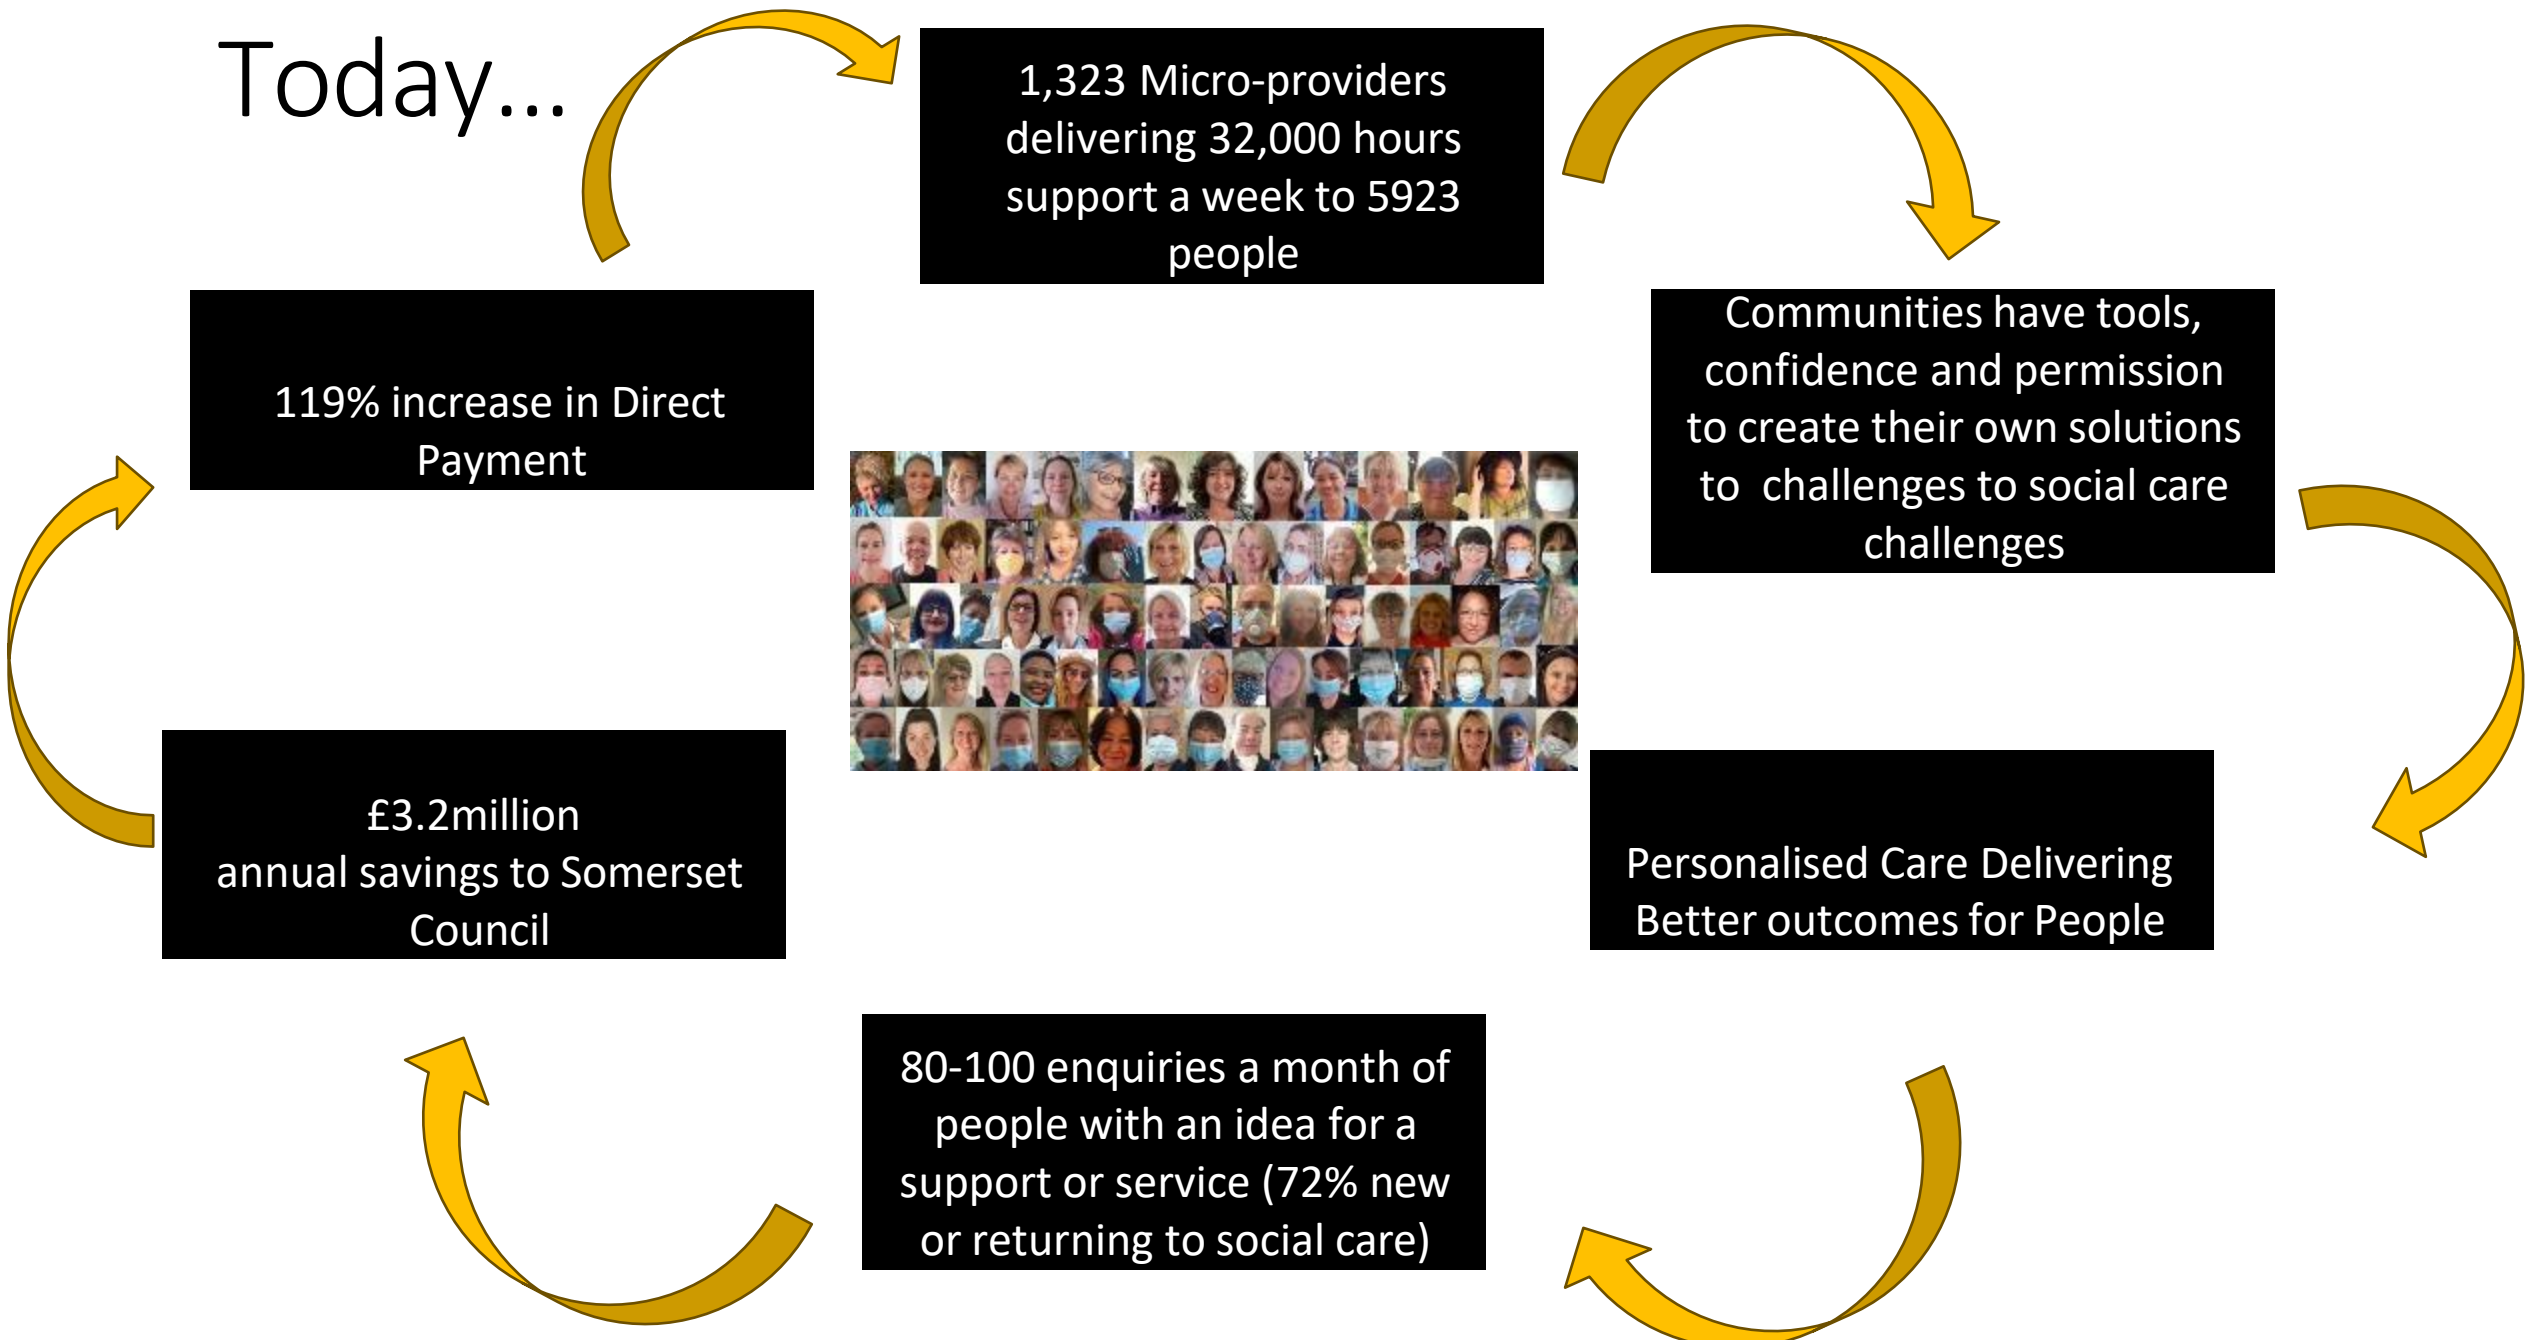 Today...
1,323 Micro-providers
delivering 32,000 hours
support a week to 5923
people
Communities have tools,
confidence and permission
to create their own solutions
to  challenges to social care
challenges
Personalised Care Delivering
Better outcomes for People
80-100 enquiries a month of
people with an idea for a
support or service (72% new
or returning to social care)
£3.2million
annual savings to Somerset
Council
119% increase in Direct
Payment